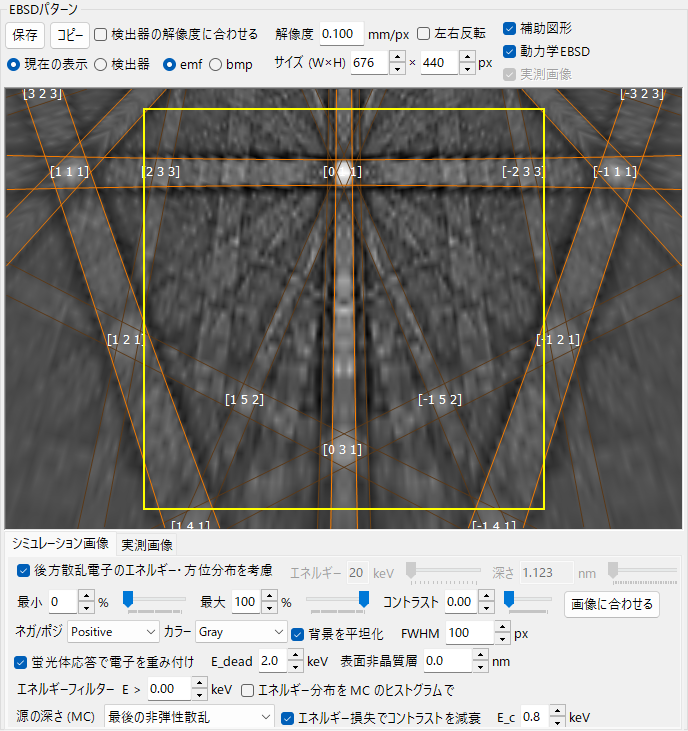 EBSDパターン
保存 コピー 検出器の解像度に合わせる 解像度 0.100 mm/px 左右反転 補助図形
動力学EBSD
現在の表示 検出器 emf bmp サイズ (W×H) 676 × 440 px
実測画像
[3 2 3] [-3 2 3]
[1 1 1] [2 3 3] [0 1] [-2 3 3] [-1 1 1]
[1 2 1] [-1 2 1]
[1 5 2] [-1 5 2]
[0 3 1]
[1 4 1] [-1 4 1]
シミュレーション画像 実測画像
後方散乱電子のエネルギー・方位分布を考慮 エネルギー 20 keV 深さ 1.123 nm
最小 0 % 最大 100 % コントラスト 0.00 画像に合わせる
ネガ/ポジ Positive カラー Gray 背景を平坦化 FWHM 100 px
蛍光体応答で電子を重み付け E_dead 2.0 keV 表面非晶質層 0.0 nm
エネルギーフィルター E > 0.00 keV エネルギー分布を MC のヒストグラムで
源の深さ (MC) 最後の非弾性散乱 エネルギー損失でコントラストを減衰 E_c 0.8 keV